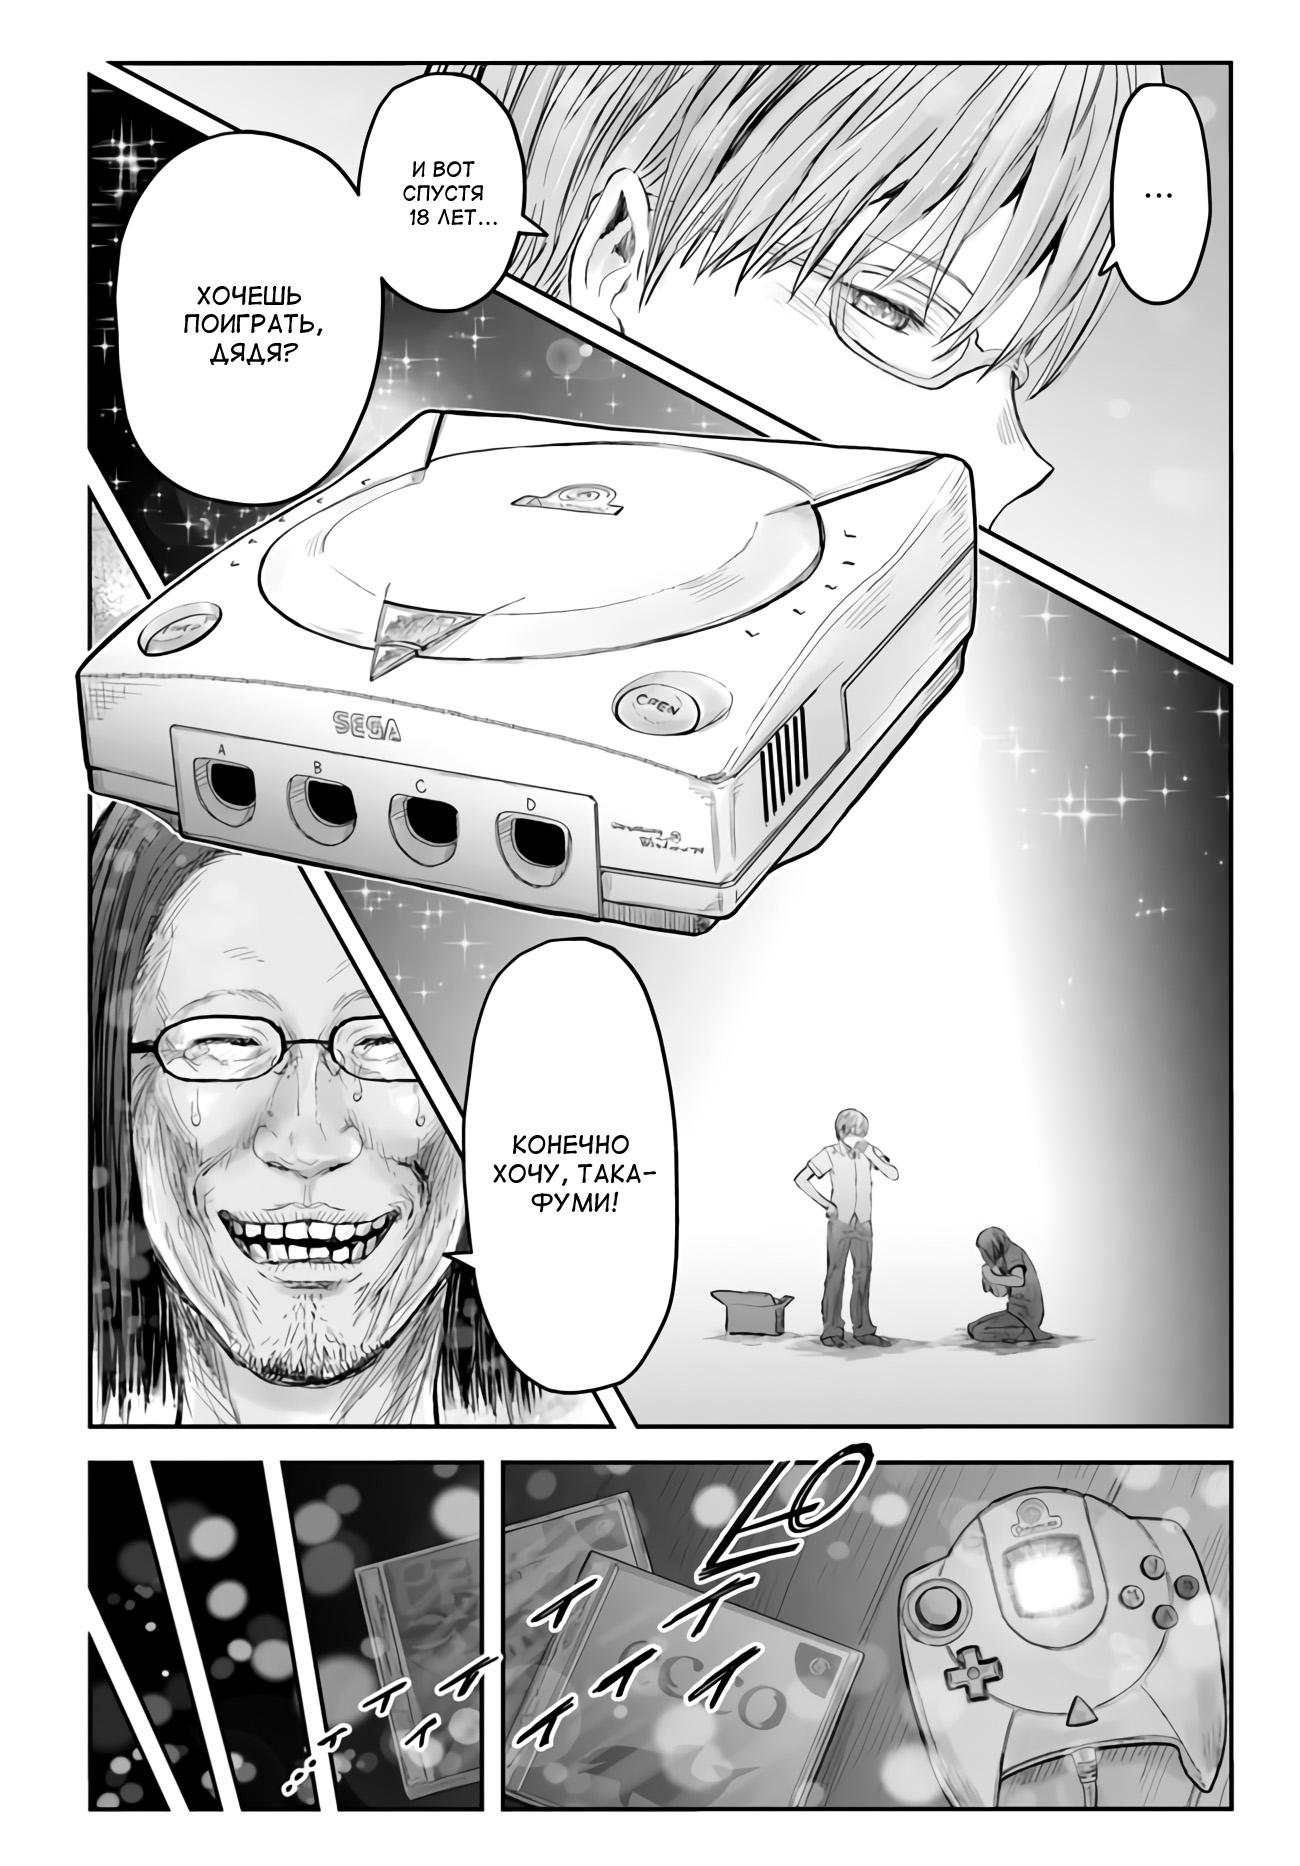 ...
И ВОТ
СПУСТЯ
18 ЛЕТ...
ХОЧЕШЬ
ПОИГРАТЬ,
ДЯДЯ?
OPEN
SEGA
A
B
C
D
КОНЕЧНО
ХОЧУ, ТАКА-
ФУМИ!